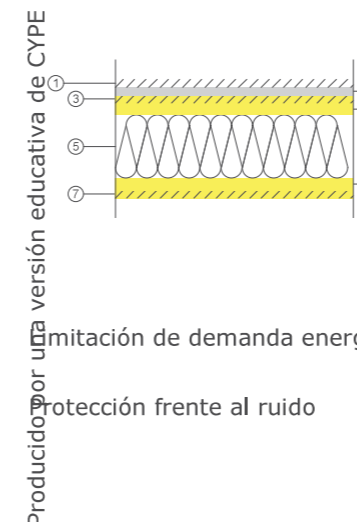 Producido por una versión educativa de CYPE
1
3
5
7
Limitación de demanda energ
Protección frente al ruido